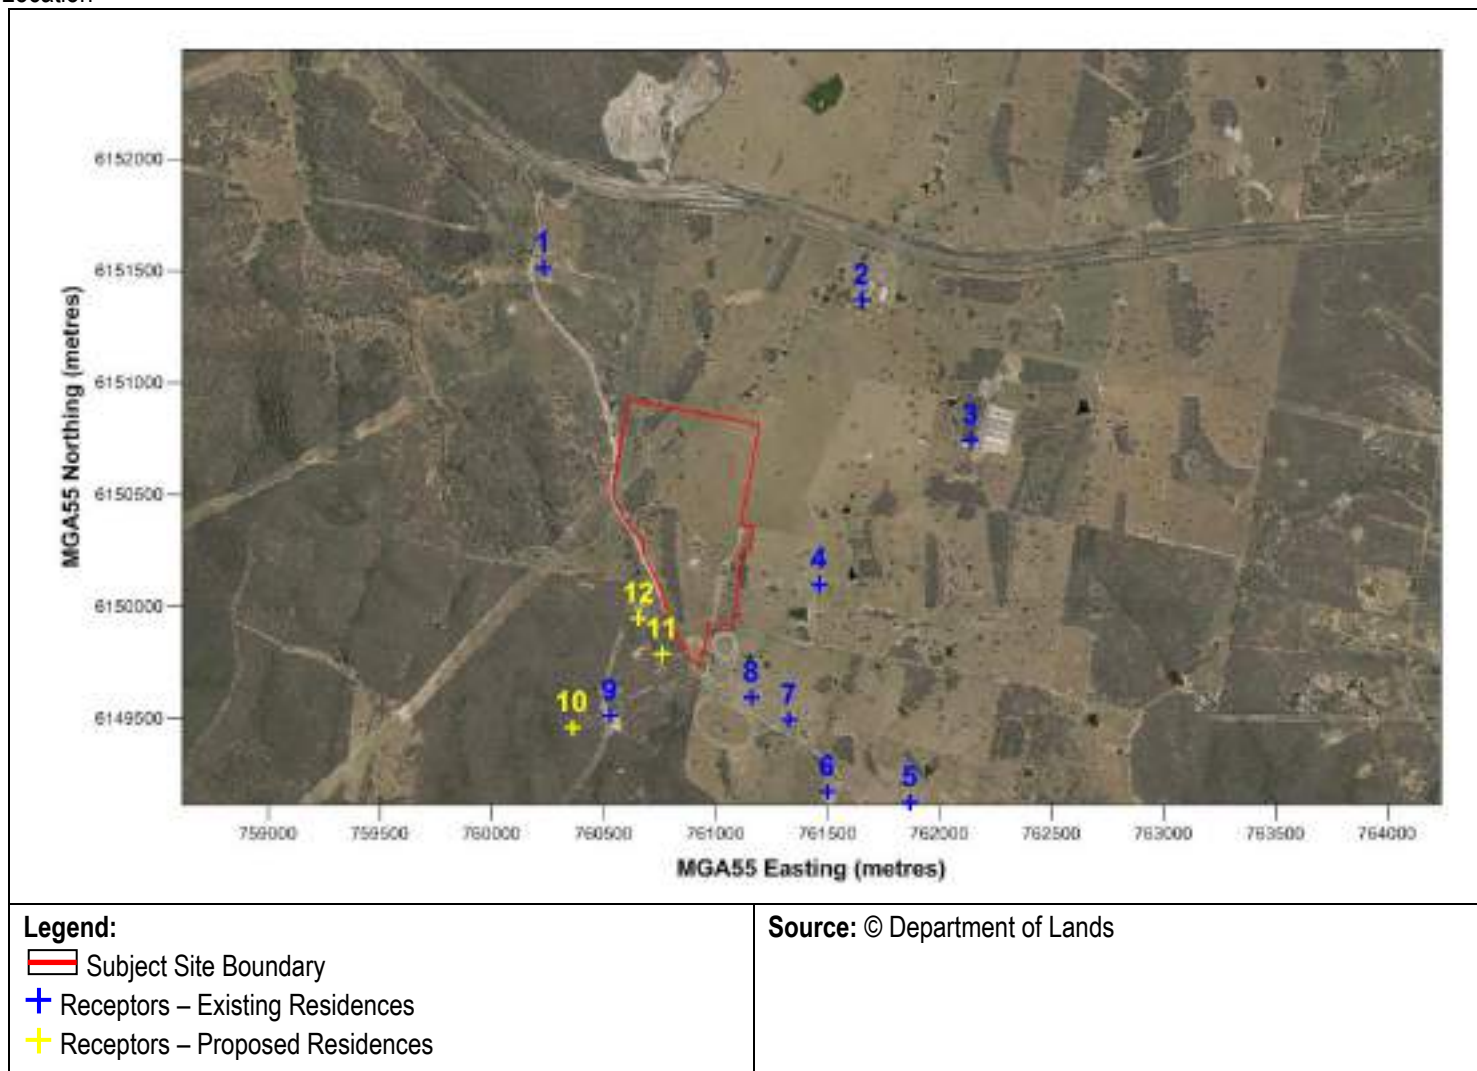 Location
6152000
6151500
6151000
6150500
6150000
6149500
MGA55 Northing (metres)
1
2
3
4
12
11
8
7
9
10
6
5
759000 759500 760000 760500 761000 761500 762000 762500 763000 763500 764000
MGA55 Easting (metres)
Legend:
Subject Site Boundary
Receptors – Existing Residences
Receptors – Proposed Residences
Source: © Department of Lands